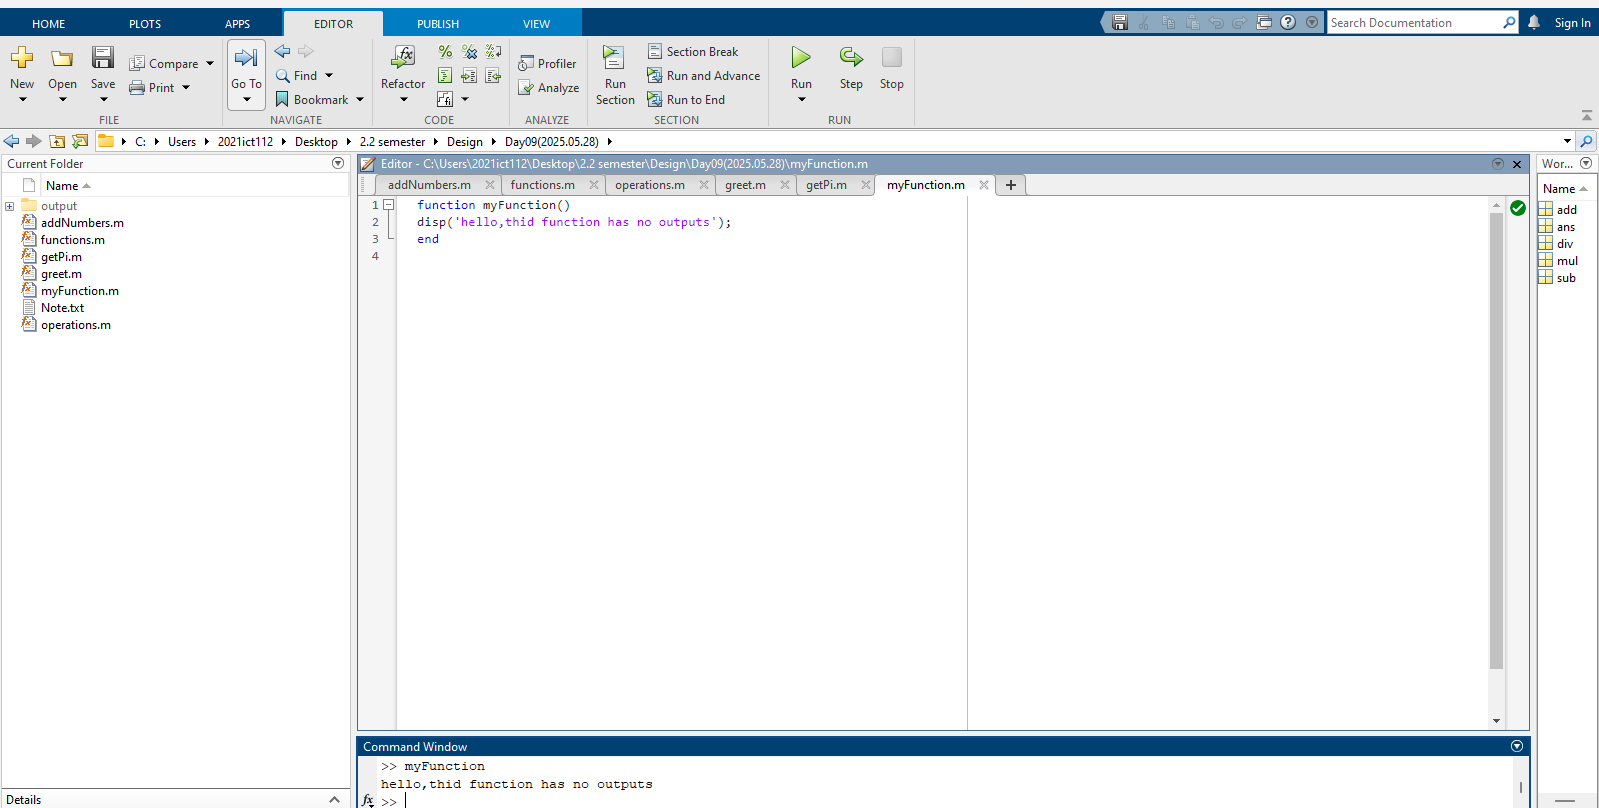 HOME PLOTS APPS EDITOR PUBLISH VIEW Search Documentation Sign In
New Open Save Compare Print FILE
Go To Find Bookmark NAVIGATE
Refactor CODE
Profiler Analyze ANALYZE
Run Section Section Break Run and Advance Run to End SECTION
Run Step Stop RUN
C: Users 2021ict112 Desktop 2.2 semester Design Day09(2025.05.28)
Current Folder
Name
output
addNumbers.m
functions.m
getPi.m
greet.m
myFunction.m
Note.txt
operations.m
Details
Editor - C:\Users\2021ict112\Desktop\2.2 semester\Design\Day09(2025.05.28)\myFunction.m
addNumbers.m functions.m operations.m greet.m getPi.m myFunction.m
1 function myFunction()
2 disp('hello,thid function has no outputs');
3 end
4
Command Window
>> myFunction
hello,thid function has no outputs
fx >>
Wor...
Name
add
ans
div
mul
sub